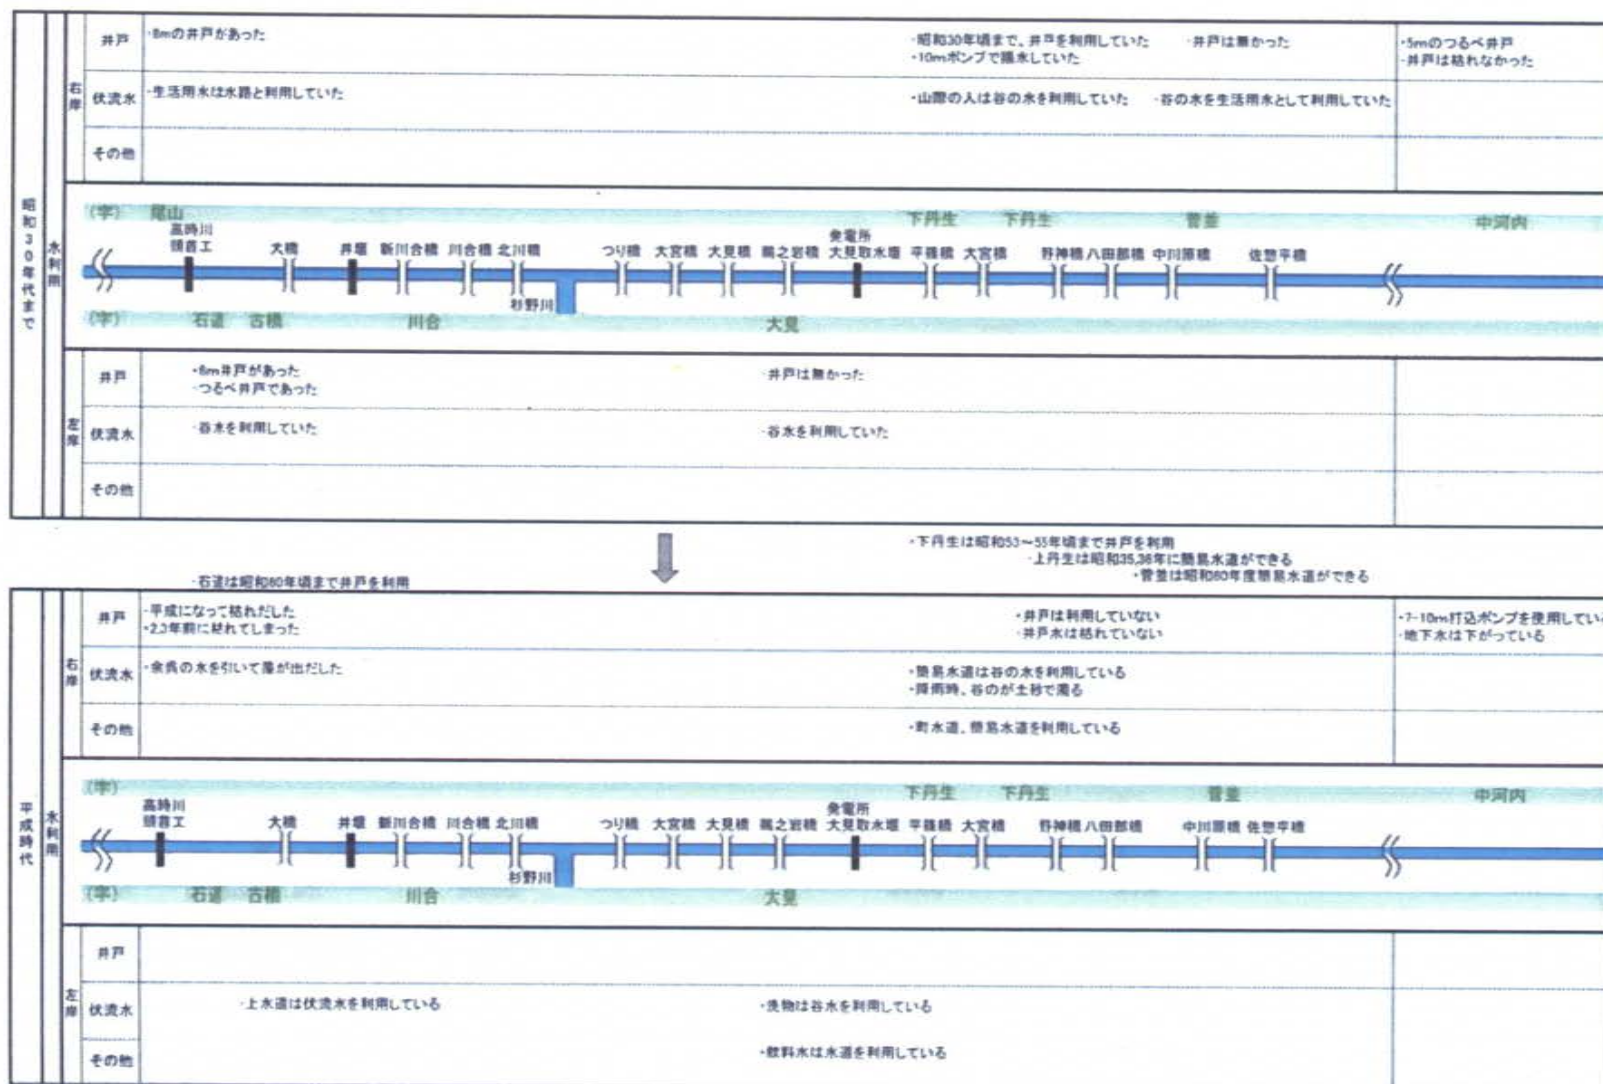 昭和30年代まで
水利用
右岸
井戸
・8mの井戸があった
・昭和30年頃まで、井戸を利用していた
・10mポンプで揚水していた
・井戸は無かった
・5mのつるべ井戸
・井戸は枯れなかった
伏流水
・生活用水は水路と利用していた
・山際の人は谷の水を利用していた
・谷の水を生活用水として利用していた
その他
(字) 尾山 下丹生 下丹生 菅並 中河内
高時川
頭首工
大橋 井堰 新川合橋 川合橋 北川橋 つり橋 大宮橋 大見橋 鵜之岩橋
発電所
大見取水堰
平篠橋 大宮橋 野神橋 八田部橋 中川原橋 佐惣平橋
杉野川
(字) 石道 古橋 川合 大見
左岸
井戸
・8m井戸があった
・つるべ井戸であった
・井戸は無かった
伏流水
・谷水を利用していた
・谷水を利用していた
その他
・下丹生は昭和53~55年頃まで井戸を利用
・上丹生は昭和35,36年に簡易水道ができる
・菅並は昭和60年度簡易水道ができる
・石道は昭和60年頃まで井戸を利用
平成時代
水利用
右岸
井戸
・平成になって枯れだした
・2,3年前に枯れてしまった
・井戸は利用していない
・井戸水は枯れていない
・7-10m打込ポンプを使用している
・地下水は下がっている
伏流水
・余呉の水を引いて藻が出だした
・簡易水道は谷の水を利用している
・降雨時、谷のが土砂で濁る
その他
・町水道、簡易水道を利用している
(字) 下丹生 下丹生 菅並 中河内
高時川
頭首工
大橋 井堰 新川合橋 川合橋 北川橋 つり橋 大宮橋 大見橋 鵜之岩橋
発電所
大見取水堰
平篠橋 大宮橋 野神橋 八田部橋 中川原橋 佐惣平橋
杉野川
(字) 石道 古橋 川合 大見
左岸
井戸
伏流水
・上水道は伏流水を利用している
・洗物は谷水を利用している
その他
・飲料水は水道を利用している